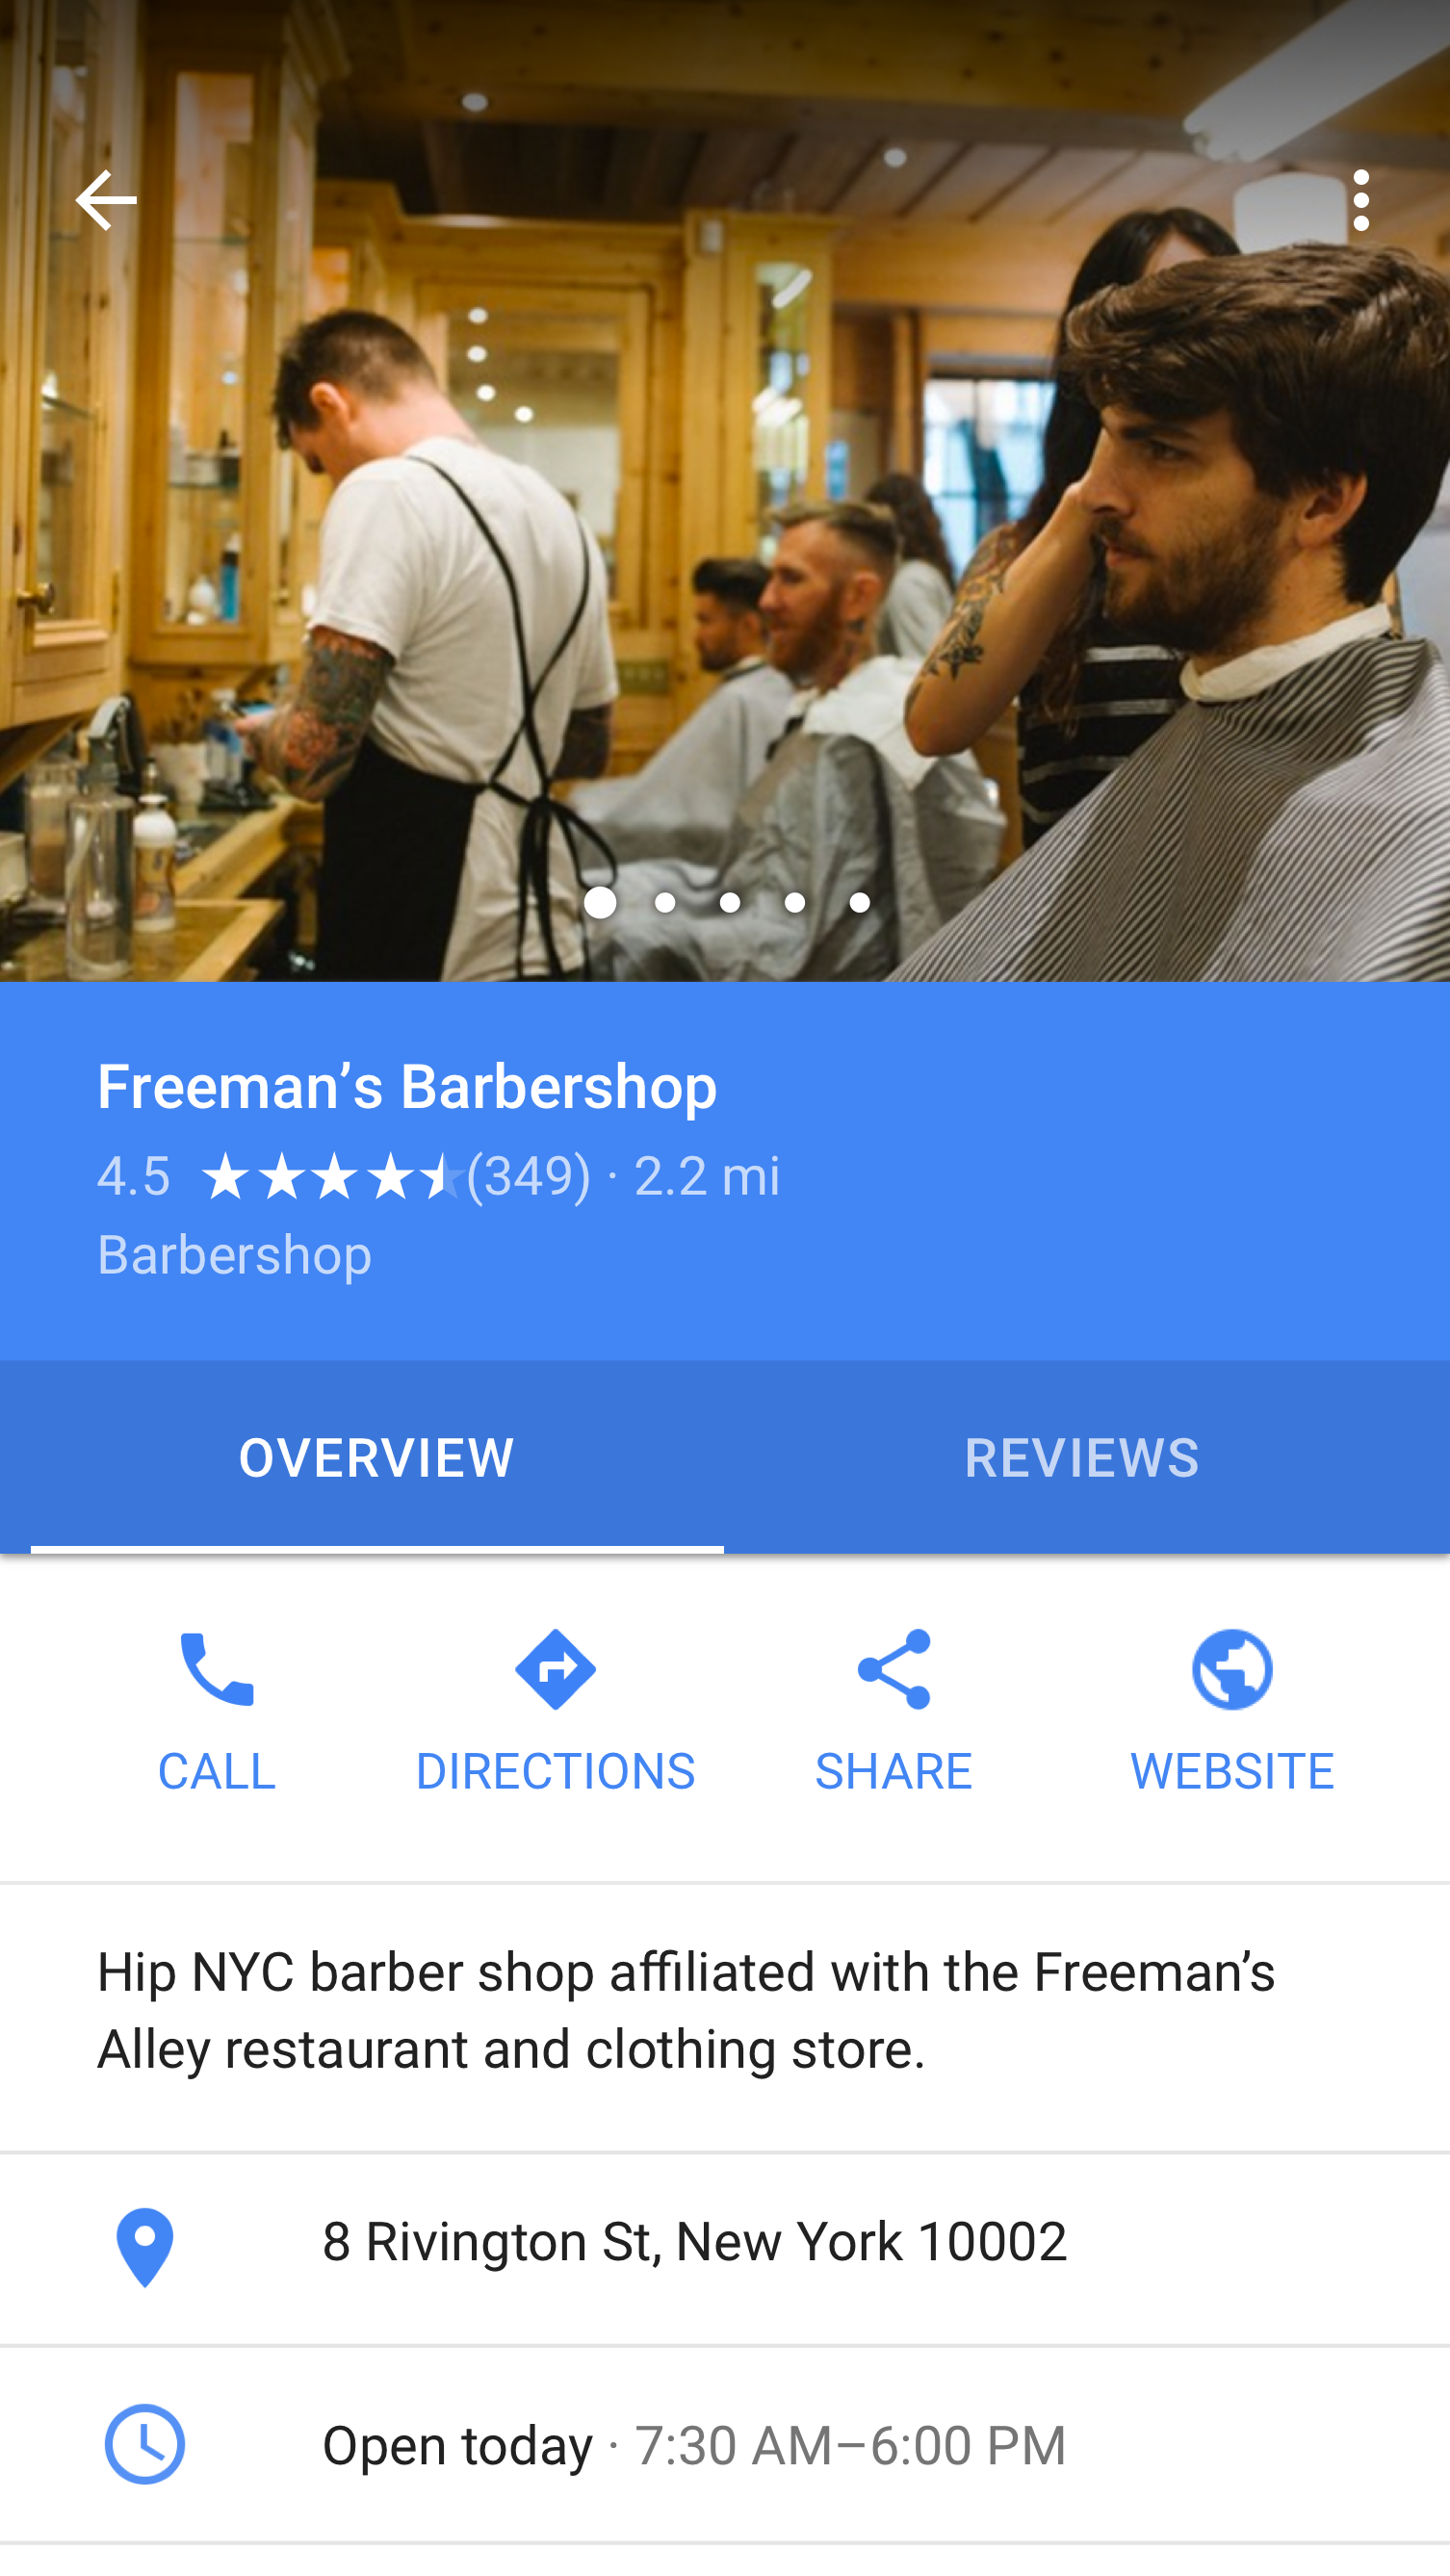 Freeman’s Barbershop
4.5 (349) · 2.2 mi
Barbershop
OVERVIEW REVIEWS
CALL DIRECTIONS SHARE WEBSITE
Hip NYC barber shop affiliated with the Freeman’s
Alley restaurant and clothing store.
8 Rivington St, New York 10002
Open today · 7:30 AM–6:00 PM